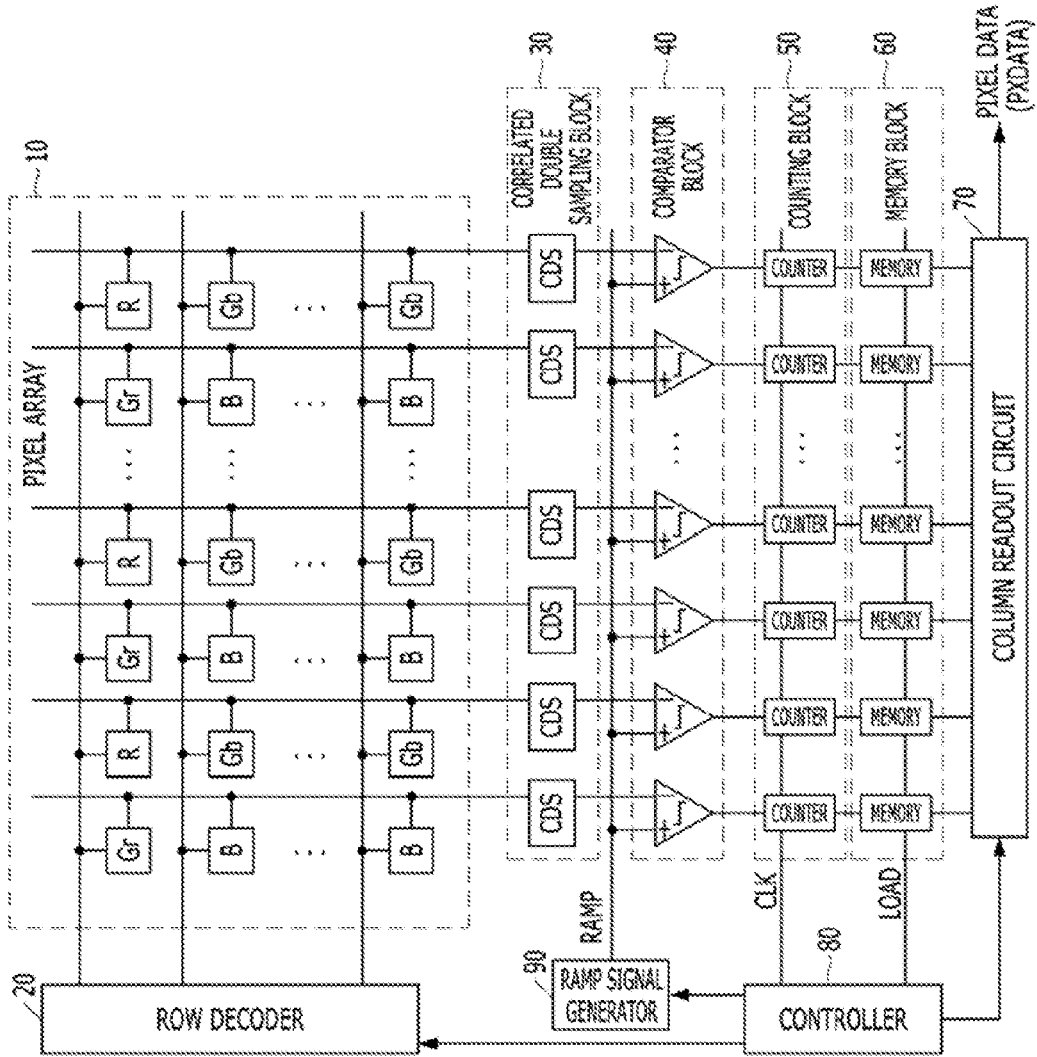 10
PIXEL ARRAY
20
ROW DECODER
Gr R Gr R ... Gr R
B Gb B Gb ... B Gb
... ... ... ... ... ...
B Gb B Gb ... B Gb
30
CORRELATED
DOUBLE
SAMPLING BLOCK
CDS CDS CDS CDS CDS CDS
90
RAMP SIGNAL
GENERATOR
RAMP
40
COMPARATOR
BLOCK
+ - + - + - + - ... + - + -
50
COUNTING BLOCK
CLK
COUNTER COUNTER COUNTER COUNTER ... COUNTER COUNTER
60
MEMORY BLOCK
LOAD
MEMORY MEMORY MEMORY MEMORY ... MEMORY MEMORY
80
CONTROLLER
70
COLUMN READOUT CIRCUIT
PIXEL DATA
(PXDATA)